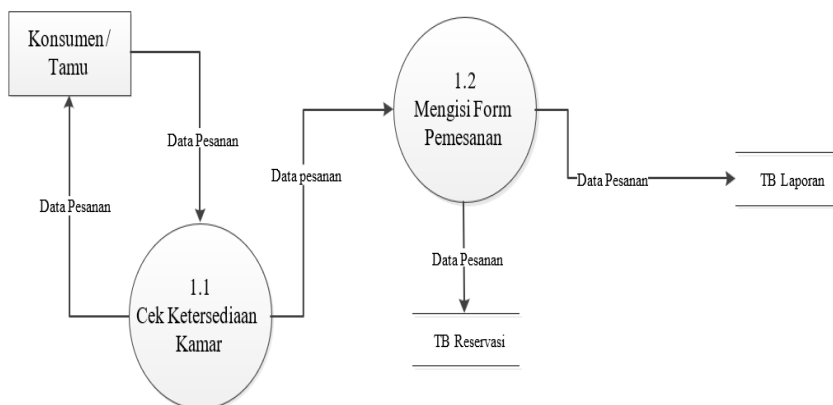 Konsumen/
Tamu
1.2
Mengisi Form
Pemesanan
Data Pesanan
Data pesanan
Data Pesanan
TB Laporan
Data Pesanan
Data Pesanan
1.1
Cek Ketersediaan
Kamar
TB Reservasi